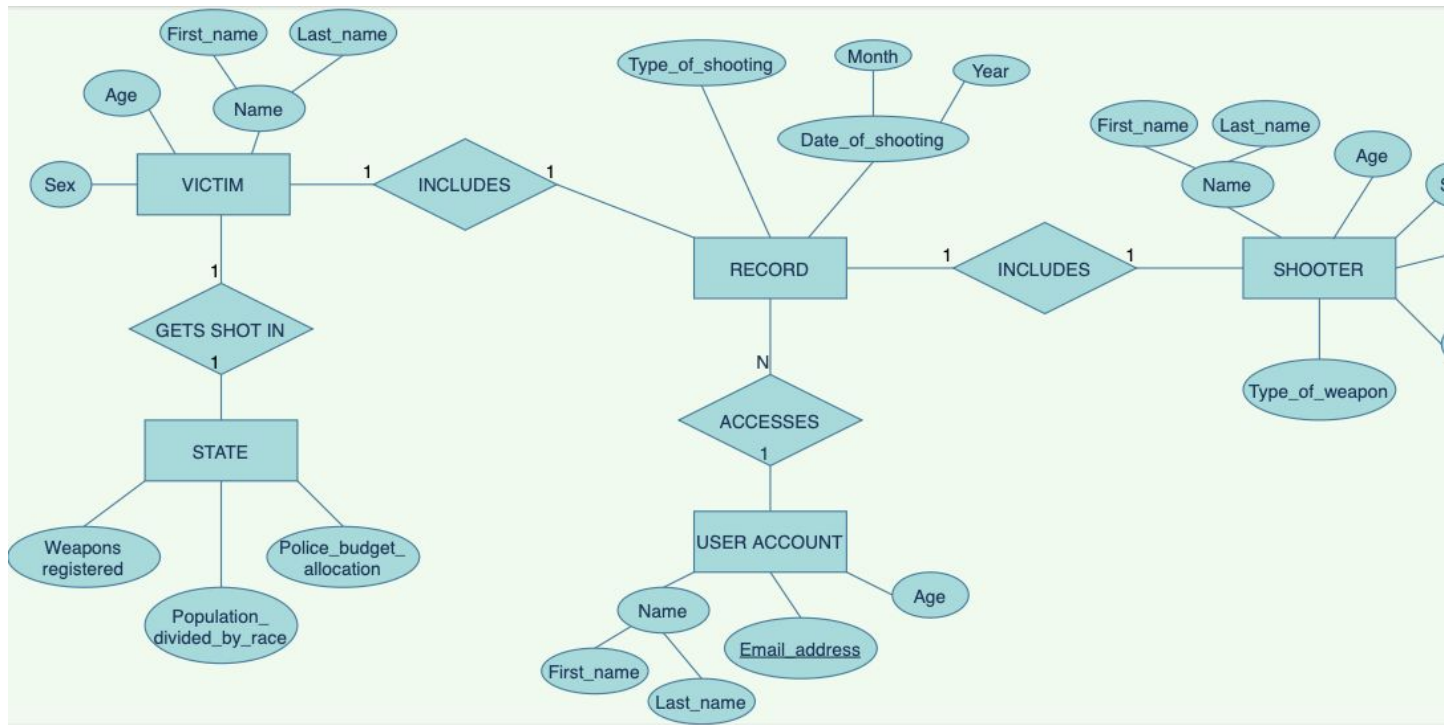 First_name
Last_name
Age
Name
Sex
VICTIM
1
INCLUDES
1
Type_of_shooting
Month
Year
Date_of_shooting
RECORD
1
INCLUDES
1
First_name
Last_name
Name
Age
S
SHOOTER
Type_of_weapon
1
GETS SHOT IN
1
STATE
Weapons
registered
Population_
divided_by_race
Police_budget_
allocation
N
ACCESSES
1
USER ACCOUNT
Name
First_name
Last_name
Email_address
Age